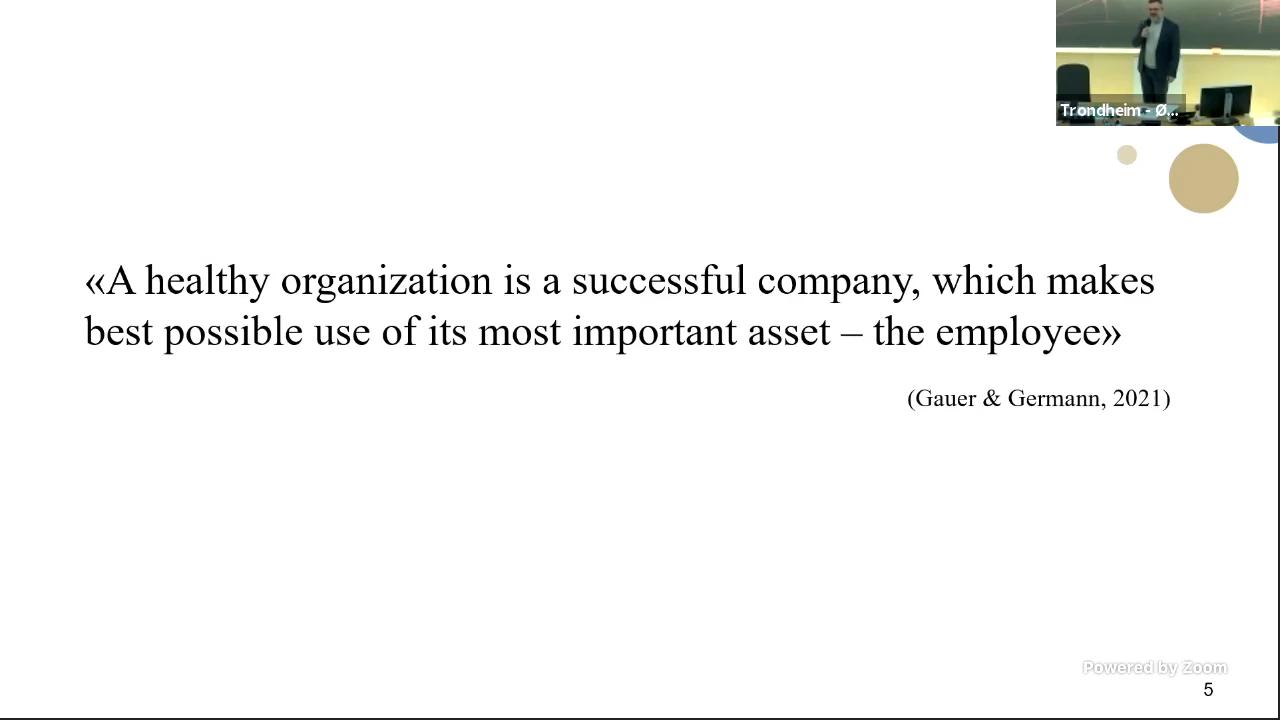 Trondheim - Ø...
«A healthy organization is a successful company, which makes
best possible use of its most important asset – the employee»
(Gauer & Germann, 2021)
Powered by Zoom
5